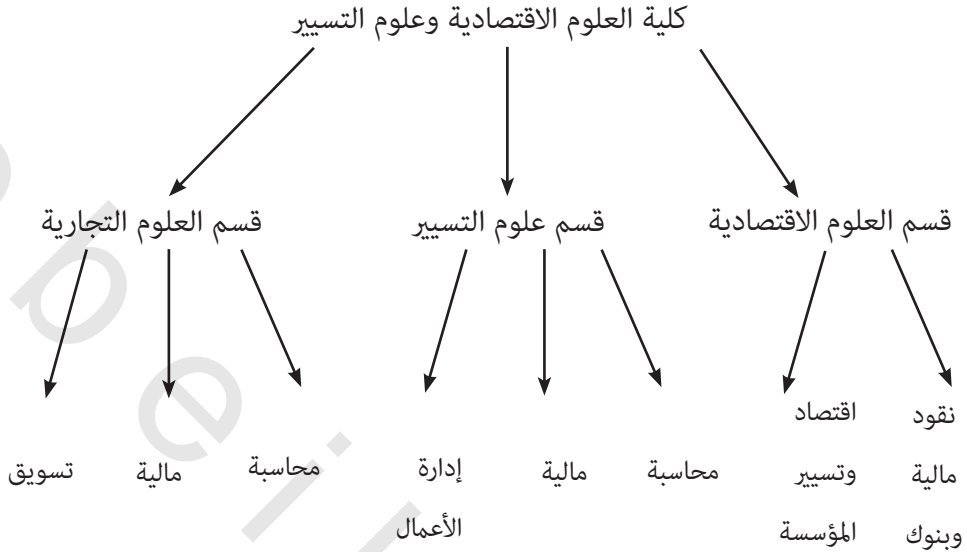 كلية العلوم الاقتصادية وعلوم التسيير
قسم العلوم الاقتصادية
قسم علوم التسيير
قسم العلوم التجارية
نقود
مالية
وبنوك
اقتصاد
وتسيير
المؤسسة
محاسبة
مالية
إدارة
الأعمال
محاسبة
مالية
تسويق